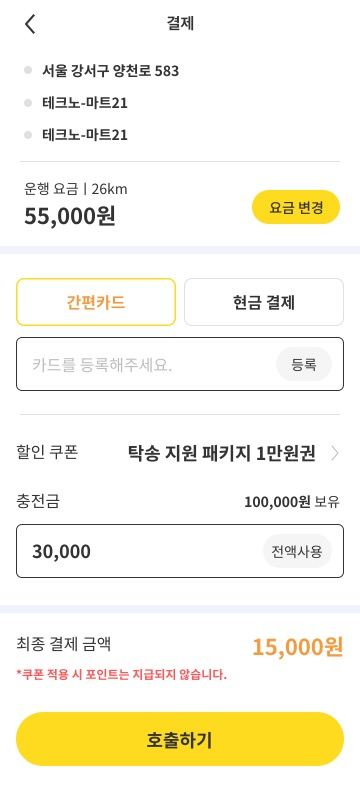 결제
서울 강서구 양천로 583
테크노-마트21
테크노-마트21
운행 요금 | 26km
55,000원
요금 변경
간편카드
현금 결제
카드를 등록해주세요.
등록
할인 쿠폰
탁송 지원 패키지 1만원권
충전금
100,000원 보유
30,000
전액사용
최종 결제 금액
15,000원
*쿠폰 적용 시 포인트는 지급되지 않습니다.
호출하기